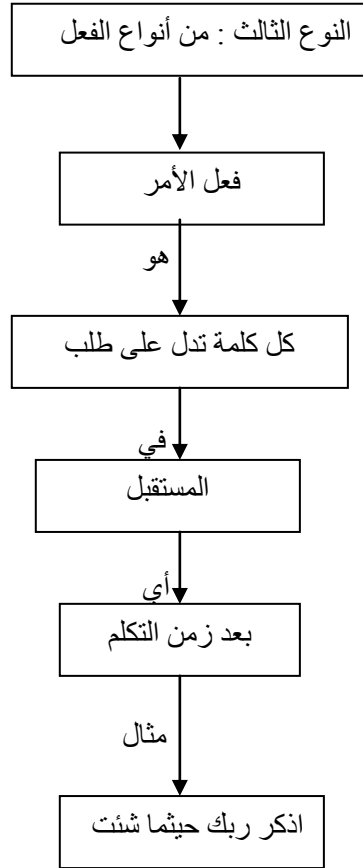 النوع الثالث : من أنواع الفعل
فعل الأمر
هو
كل كلمة تدل على طلب
في
المستقبل
أي
بعد زمن التكلم
مثال
اذكر ربك حيثما شئت